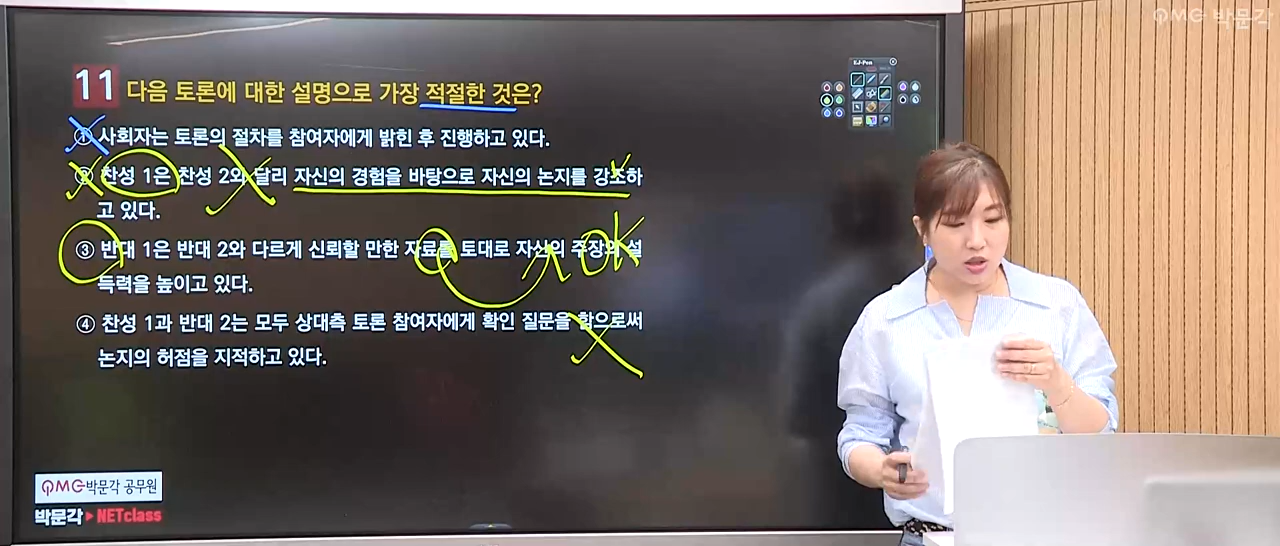 PMG 박문각
EJ-Pen
11 다음 토론에 대한 설명으로 가장 적절한 것은?
① 사회자는 토론의 절차를 참여자에게 밝힌 후 진행하고 있다.
② 찬성 1은 찬성 2와 달리 자신의 경험을 바탕으로 자신의 논지를 강조하
고 있다.
③ 반대 1은 반대 2와 다르게 신뢰할 만한 자료를 토대로 자신의 주장의 설
득력을 높이고 있다.
OK
④ 찬성 1과 반대 2는 모두 상대측 토론 참여자에게 확인 질문을 함으로써
논지의 허점을 지적하고 있다.
PMG 박문각 공무원
박문각 ▶ NETclass